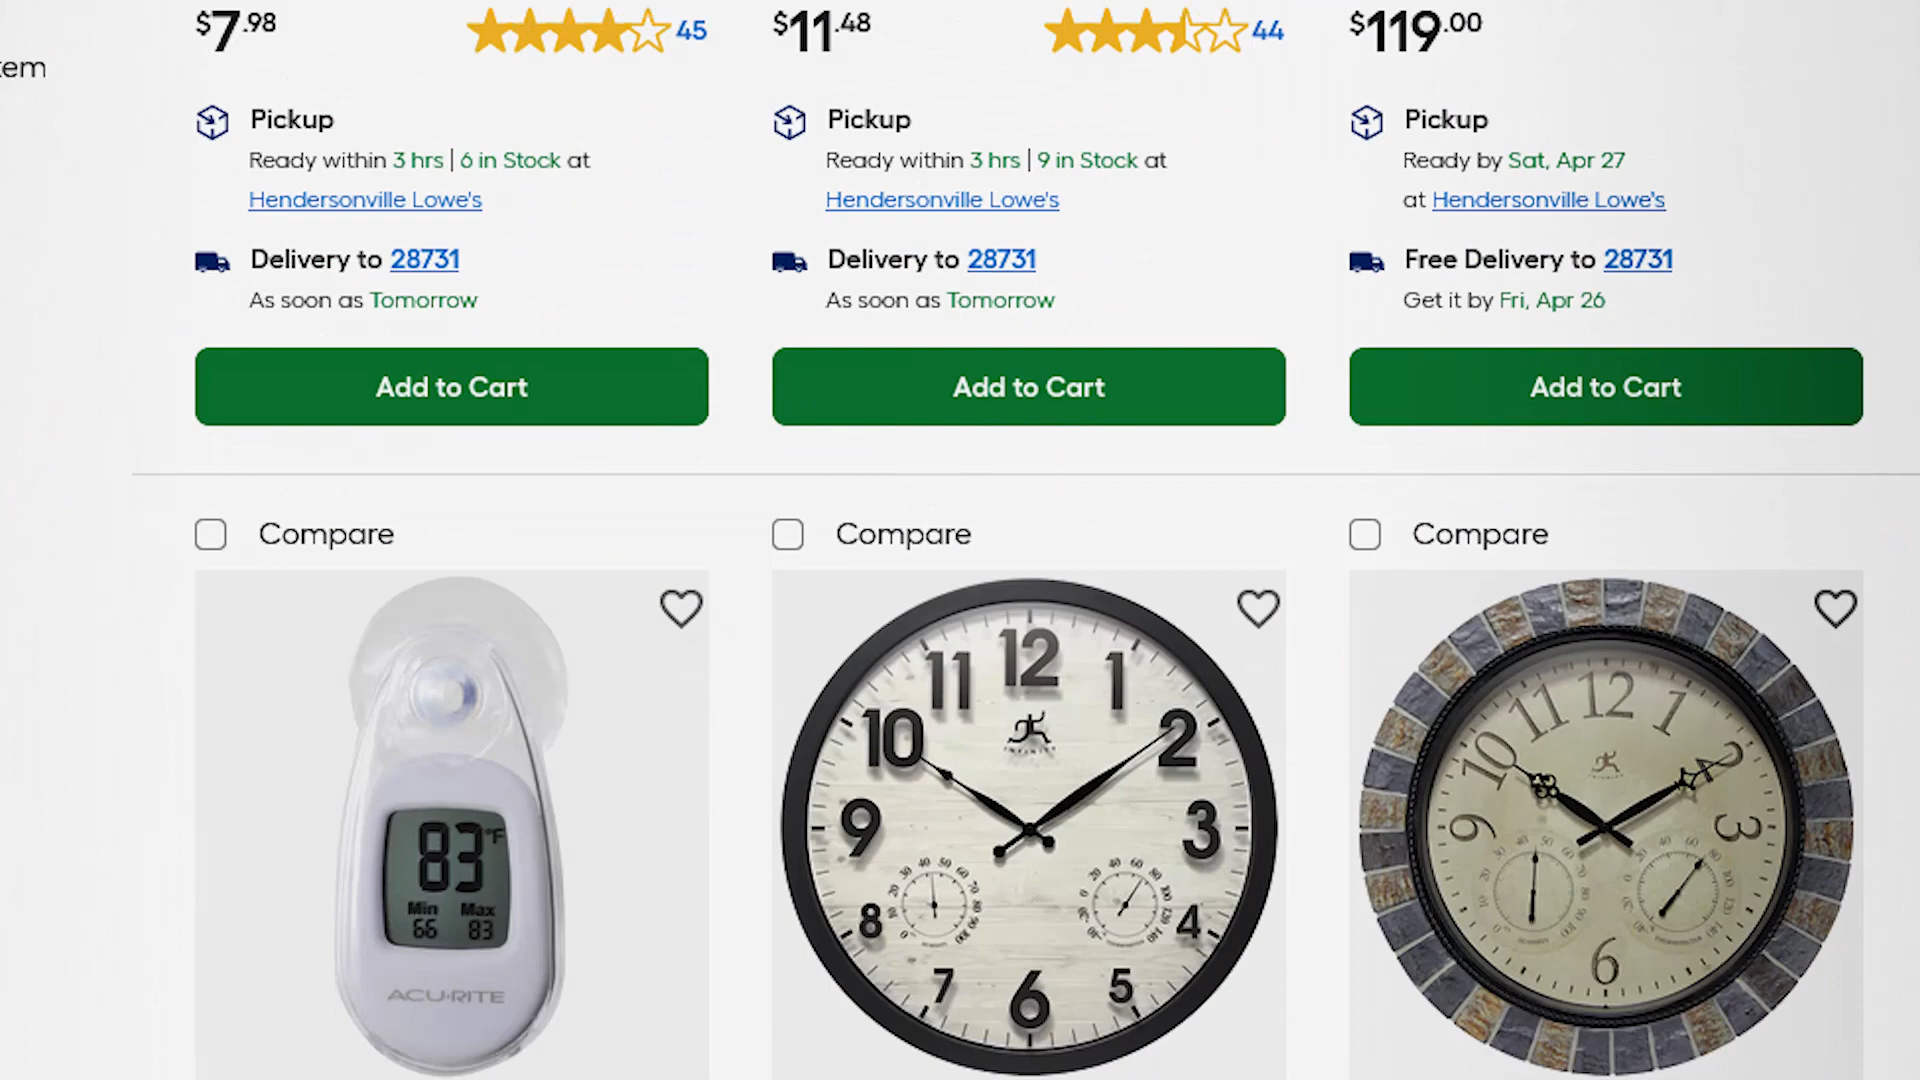 tem
$7.98
45
Pickup
Ready within 3 hrs | 6 in Stock at
Hendersonville Lowe's
Delivery to 28731
As soon as Tomorrow
Add to Cart
$11.48
44
Pickup
Ready within 3 hrs | 9 in Stock at
Hendersonville Lowe's
Delivery to 28731
As soon as Tomorrow
Add to Cart
$119.00
Pickup
Ready by Sat, Apr 27
at Hendersonville Lowe's
Free Delivery to 28731
Get it by Fri, Apr 26
Add to Cart
Compare
83°F
Min Max
66 83
ACU·RITE
Compare
12
11 1
10 2
INFINITY
9 3
8 4
7 5
6
Compare
12
11 1
10 2
9 3
6